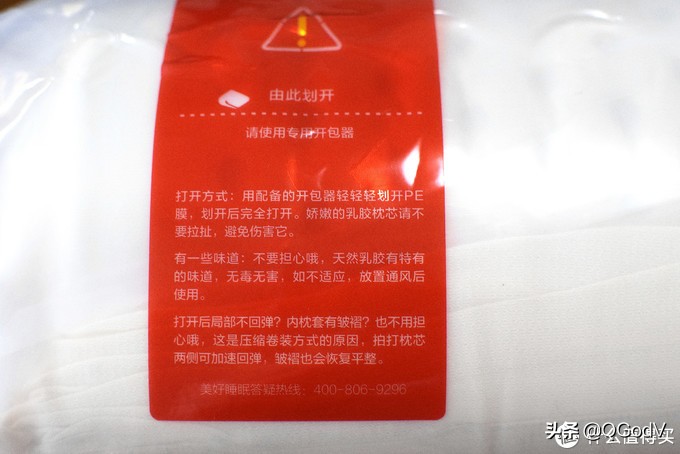 由此划开
请使用专用开包器
打开方式：用配备的开包器轻轻轻划开PE
膜，划开后完全打开。娇嫩的乳胶枕芯请不
要拉扯，避免伤害它。
有一些味道：不要担心哦，天然乳胶有特有
的味道，无毒无害，如不适应，放置通风后
使用。
打开后局部不回弹？内枕套有皱褶？也不用担
心哦，这是压缩卷装方式的原因，拍打枕芯
两侧可加速回弹，皱褶也会恢复平整。
美好睡眠答疑热线：400-806-9296
头条 @QGodV
什么值得买